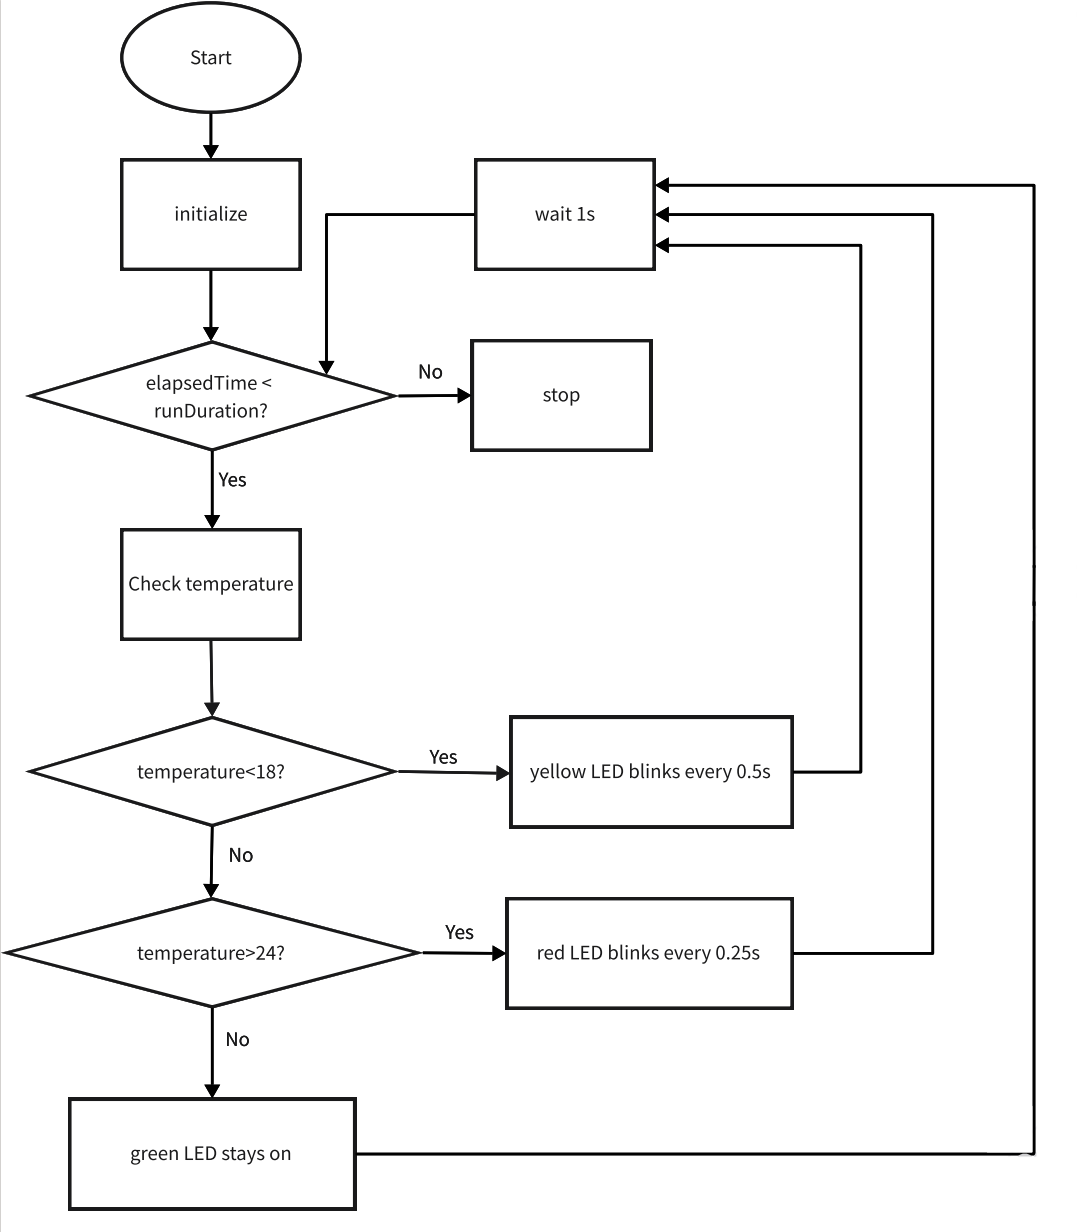 Start
initialize
wait 1s
elapsedTime <
runDuration?
No
stop
Yes
Check temperature
temperature<18?
Yes
yellow LED blinks every 0.5s
No
temperature>24?
Yes
red LED blinks every 0.25s
No
green LED stays on